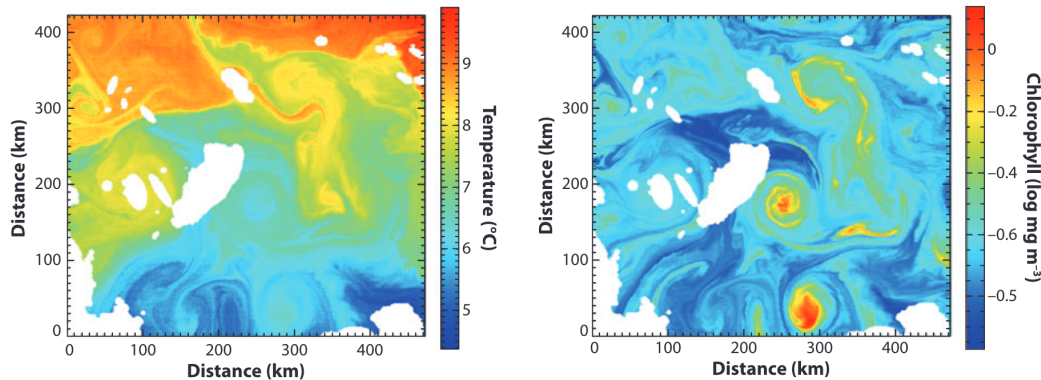 400
300
200
100
0
Distance (km)
0 100 200 300 400
Distance (km)
9
8
7
6
5
Temperature (°C)
400
300
200
100
0
Distance (km)
0 100 200 300 400
Distance (km)
0
–0.2
–0.4
–0.6
–0.5
Chlorophyll (log mg m⁻³)